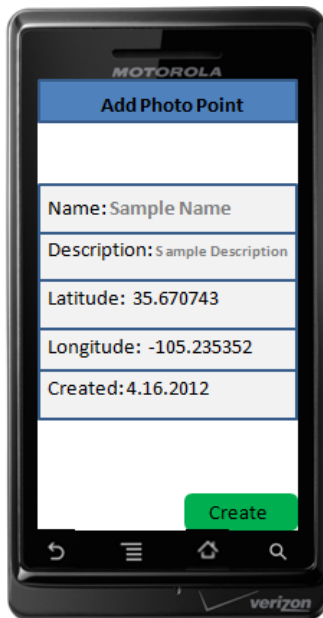 MOTOROLA
Add Photo Point
Name: Sample Name
Description: Sample Description
Latitude: 35.670743
Longitude: -105.235352
Created: 4.16.2012
Create
verizon